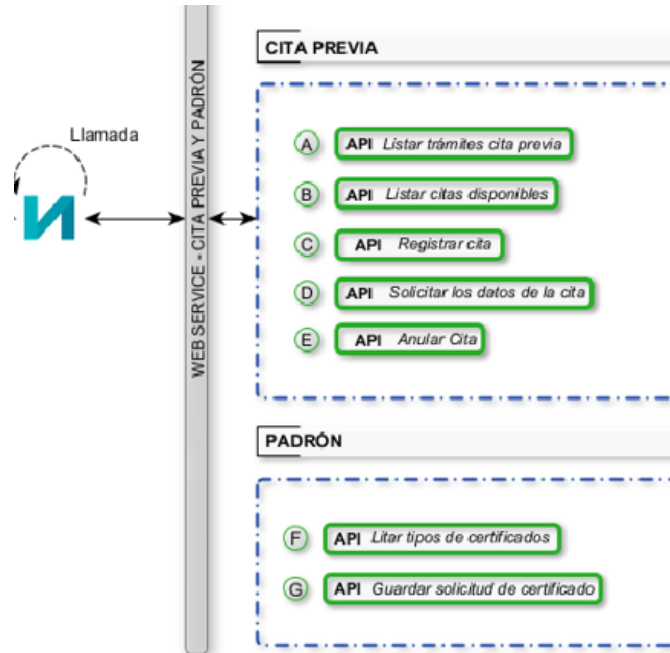 CITA PREVIA
Llamada
WEB SERVICE - CITA PREVIA Y PADRÓN
A API Listar trámites cita previa
B API Listar citas disponibles
C API Registrar cita
D API Solicitar los datos de la cita
E API Anular Cita
PADRÓN
F API Litar tipos de certificados
G API Guardar solicitud de certificado